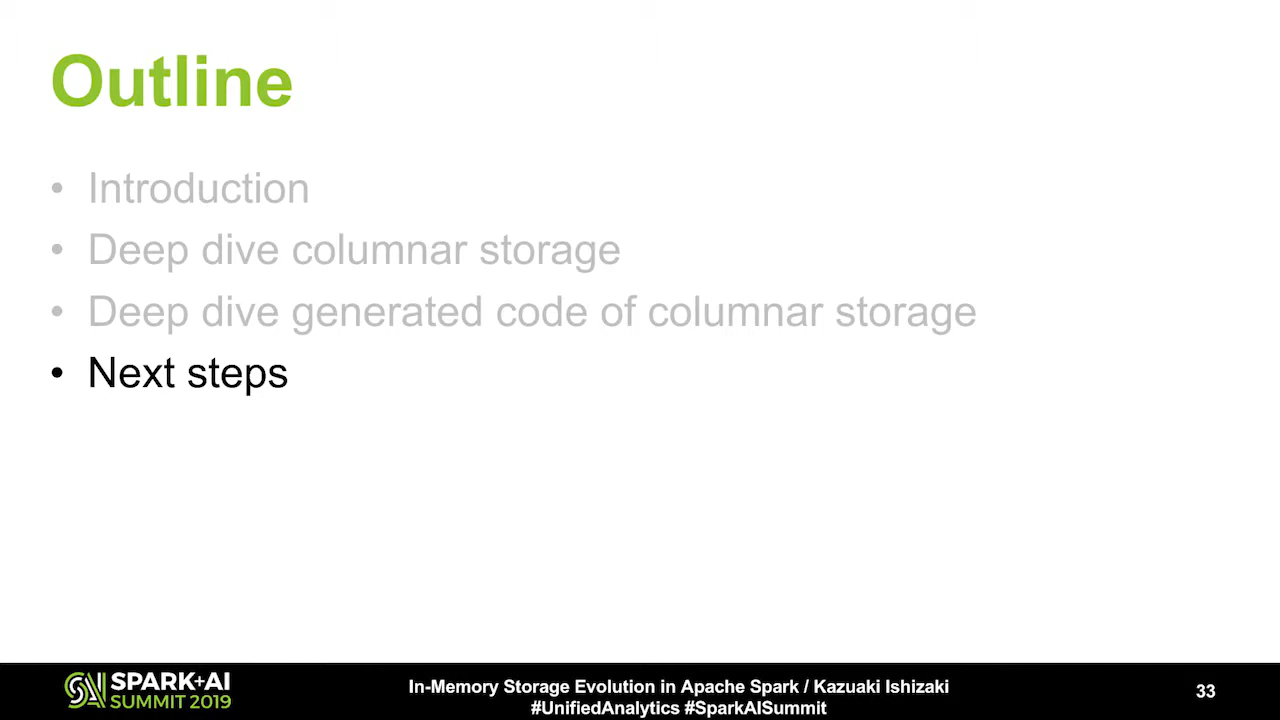 Outline
• Introduction
• Deep dive columnar storage
• Deep dive generated code of columnar storage
• Next steps
SPARK+AI
SUMMIT 2019
In-Memory Storage Evolution in Apache Spark / Kazuaki Ishizaki
#UnifiedAnalytics #SparkAISummit
33